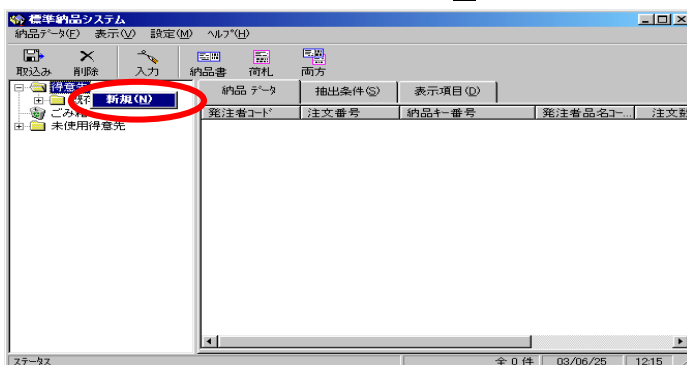 標準納品システム
納品ﾃﾞｰﾀ(F) 表示(V) 設定(M) ﾍﾙﾌﾟ(H)
取込み 削除 入力 納品書 荷札 両方
得意先
新規(N)
ごみ
未使用得意先
納品 ﾃﾞｰﾀ 抽出条件(S) 表示項目(D)
発注者ｺｰﾄﾞ 注文番号 納品ｷｰ番号 発注者品名ｺｰ... 注文数
ｽﾃｰﾀｽ 全 0 件 03/06/25 12:15